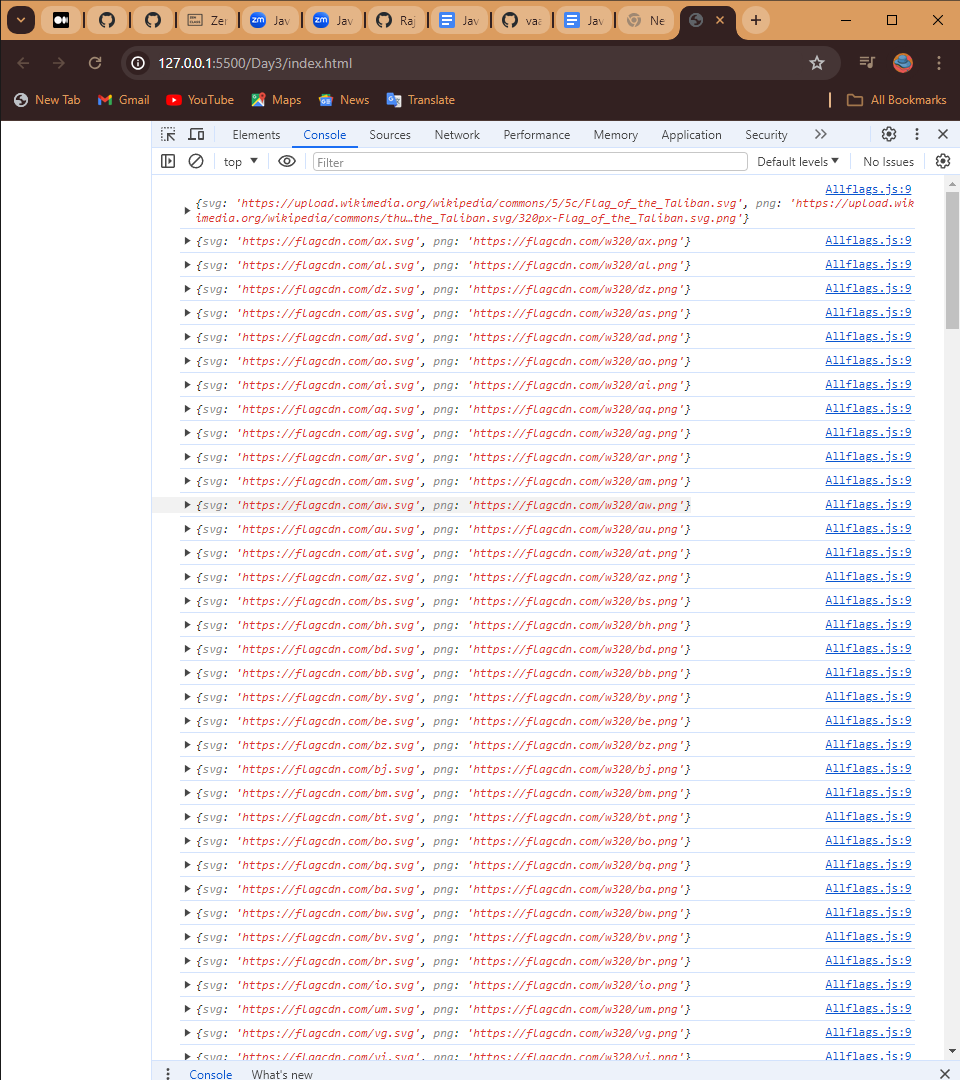 Zer
Jav
Jav
Raj
Jav
vaa
Jav
Ne
127.0.0.1:5500/Day3/index.html
New Tab
Gmail
YouTube
Maps
News
Translate
All Bookmarks
Elements
Console
Sources
Network
Performance
Memory
Application
Security
top
Filter
Default levels
No Issues
Allflags.js:9
{svg: 'https://upload.wikimedia.org/wikipedia/commons/5/5c/Flag_of_the_Taliban.svg', png: 'https://upload.wik
imedia.org/wikipedia/commons/thu…the_Taliban.svg/320px-Flag_of_the_Taliban.svg.png'}
{svg: 'https://flagcdn.com/ax.svg', png: 'https://flagcdn.com/w320/ax.png'} Allflags.js:9
{svg: 'https://flagcdn.com/al.svg', png: 'https://flagcdn.com/w320/al.png'} Allflags.js:9
{svg: 'https://flagcdn.com/dz.svg', png: 'https://flagcdn.com/w320/dz.png'} Allflags.js:9
{svg: 'https://flagcdn.com/as.svg', png: 'https://flagcdn.com/w320/as.png'} Allflags.js:9
{svg: 'https://flagcdn.com/ad.svg', png: 'https://flagcdn.com/w320/ad.png'} Allflags.js:9
{svg: 'https://flagcdn.com/ao.svg', png: 'https://flagcdn.com/w320/ao.png'} Allflags.js:9
{svg: 'https://flagcdn.com/ai.svg', png: 'https://flagcdn.com/w320/ai.png'} Allflags.js:9
{svg: 'https://flagcdn.com/aq.svg', png: 'https://flagcdn.com/w320/aq.png'} Allflags.js:9
{svg: 'https://flagcdn.com/ag.svg', png: 'https://flagcdn.com/w320/ag.png'} Allflags.js:9
{svg: 'https://flagcdn.com/ar.svg', png: 'https://flagcdn.com/w320/ar.png'} Allflags.js:9
{svg: 'https://flagcdn.com/am.svg', png: 'https://flagcdn.com/w320/am.png'} Allflags.js:9
{svg: 'https://flagcdn.com/aw.svg', png: 'https://flagcdn.com/w320/aw.png'} Allflags.js:9
{svg: 'https://flagcdn.com/au.svg', png: 'https://flagcdn.com/w320/au.png'} Allflags.js:9
{svg: 'https://flagcdn.com/at.svg', png: 'https://flagcdn.com/w320/at.png'} Allflags.js:9
{svg: 'https://flagcdn.com/az.svg', png: 'https://flagcdn.com/w320/az.png'} Allflags.js:9
{svg: 'https://flagcdn.com/bs.svg', png: 'https://flagcdn.com/w320/bs.png'} Allflags.js:9
{svg: 'https://flagcdn.com/bh.svg', png: 'https://flagcdn.com/w320/bh.png'} Allflags.js:9
{svg: 'https://flagcdn.com/bd.svg', png: 'https://flagcdn.com/w320/bd.png'} Allflags.js:9
{svg: 'https://flagcdn.com/bb.svg', png: 'https://flagcdn.com/w320/bb.png'} Allflags.js:9
{svg: 'https://flagcdn.com/by.svg', png: 'https://flagcdn.com/w320/by.png'} Allflags.js:9
{svg: 'https://flagcdn.com/be.svg', png: 'https://flagcdn.com/w320/be.png'} Allflags.js:9
{svg: 'https://flagcdn.com/bz.svg', png: 'https://flagcdn.com/w320/bz.png'} Allflags.js:9
{svg: 'https://flagcdn.com/bj.svg', png: 'https://flagcdn.com/w320/bj.png'} Allflags.js:9
{svg: 'https://flagcdn.com/bm.svg', png: 'https://flagcdn.com/w320/bm.png'} Allflags.js:9
{svg: 'https://flagcdn.com/bt.svg', png: 'https://flagcdn.com/w320/bt.png'} Allflags.js:9
{svg: 'https://flagcdn.com/bo.svg', png: 'https://flagcdn.com/w320/bo.png'} Allflags.js:9
{svg: 'https://flagcdn.com/bq.svg', png: 'https://flagcdn.com/w320/bq.png'} Allflags.js:9
{svg: 'https://flagcdn.com/ba.svg', png: 'https://flagcdn.com/w320/ba.png'} Allflags.js:9
{svg: 'https://flagcdn.com/bw.svg', png: 'https://flagcdn.com/w320/bw.png'} Allflags.js:9
{svg: 'https://flagcdn.com/bv.svg', png: 'https://flagcdn.com/w320/bv.png'} Allflags.js:9
{svg: 'https://flagcdn.com/br.svg', png: 'https://flagcdn.com/w320/br.png'} Allflags.js:9
{svg: 'https://flagcdn.com/io.svg', png: 'https://flagcdn.com/w320/io.png'} Allflags.js:9
{svg: 'https://flagcdn.com/um.svg', png: 'https://flagcdn.com/w320/um.png'} Allflags.js:9
{svg: 'https://flagcdn.com/vg.svg', png: 'https://flagcdn.com/w320/vg.png'} Allflags.js:9
{svg: 'https://flagcdn.com/vi.svg', png: 'https://flagcdn.com/w320/vi.png'} Allflags.js:9
Console
What's new